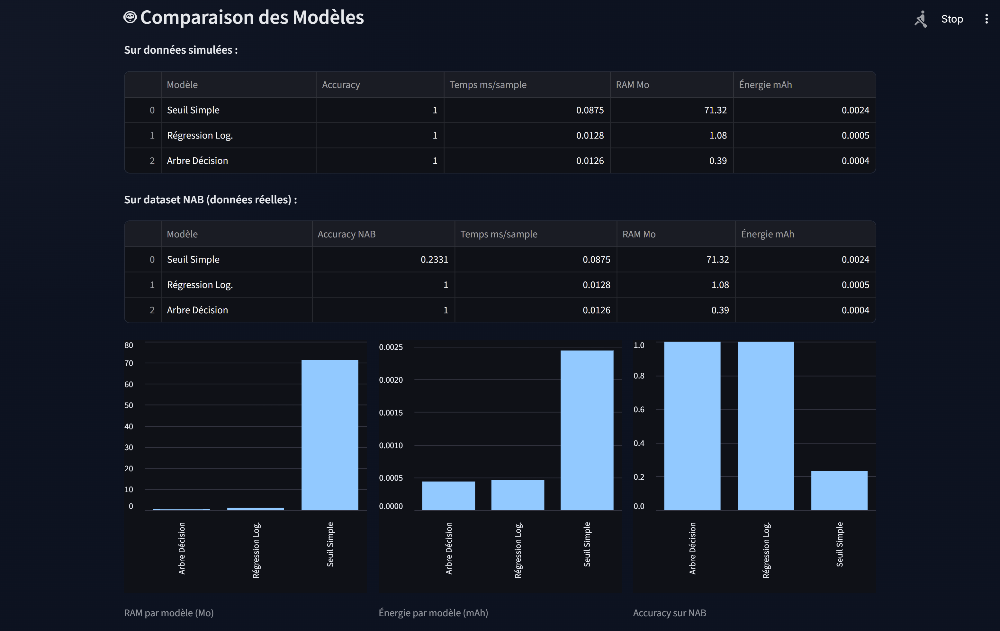 Comparaison des Modèles
Stop
Sur données simulées :
Modèle Accuracy Temps ms/sample RAM Mo Énergie mAh
0 Seuil Simple 1 0.0875 71.32 0.0024
1 Régression Log. 1 0.0128 1.08 0.0005
2 Arbre Décision 1 0.0126 0.39 0.0004
Sur dataset NAB (données réelles) :
Modèle Accuracy NAB Temps ms/sample RAM Mo Énergie mAh
0 Seuil Simple 0.2331 0.0875 71.32 0.0024
1 Régression Log. 1 0.0128 1.08 0.0005
2 Arbre Décision 1 0.0126 0.39 0.0004
80
70
60
50
40
30
20
10
0
Arbre Décision
Régression Log.
Seuil Simple
RAM par modèle (Mo)
0.0025
0.0020
0.0015
0.0010
0.0005
0.0000
Arbre Décision
Régression Log.
Seuil Simple
Énergie par modèle (mAh)
1.0
0.8
0.6
0.4
0.2
0.0
Arbre Décision
Régression Log.
Seuil Simple
Accuracy sur NAB